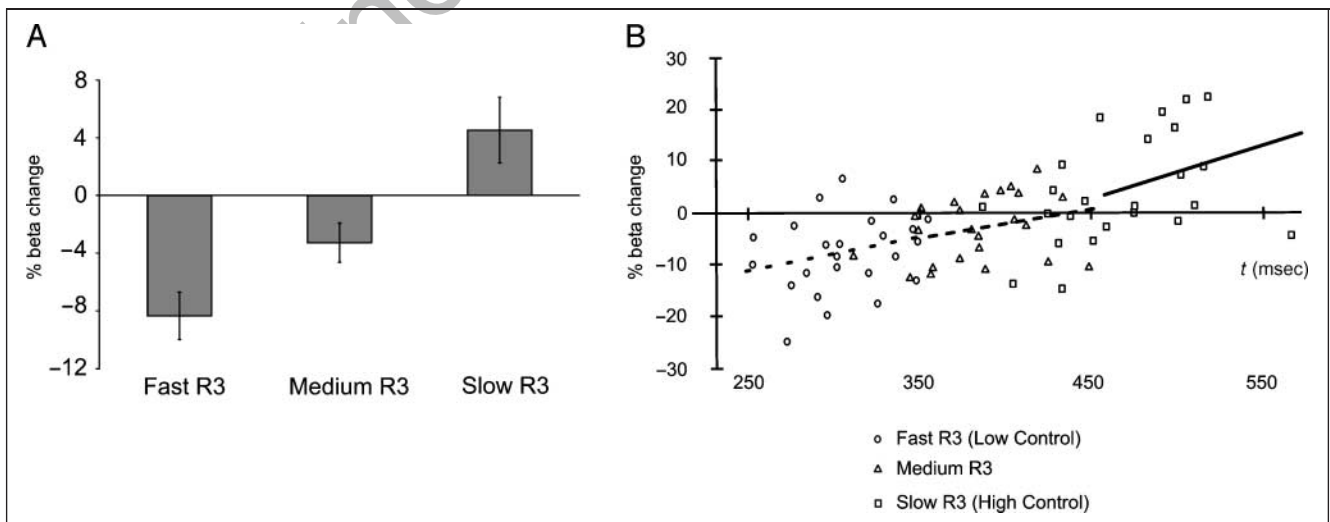 A
% beta change
8
4
0
−4
−8
−12
Fast R3
Medium R3
Slow R3
B
% beta change
30
20
10
0
−10
−20
−30
t (msec)
250
350
450
550
Fast R3 (Low Control)
Medium R3
Slow R3 (High Control)